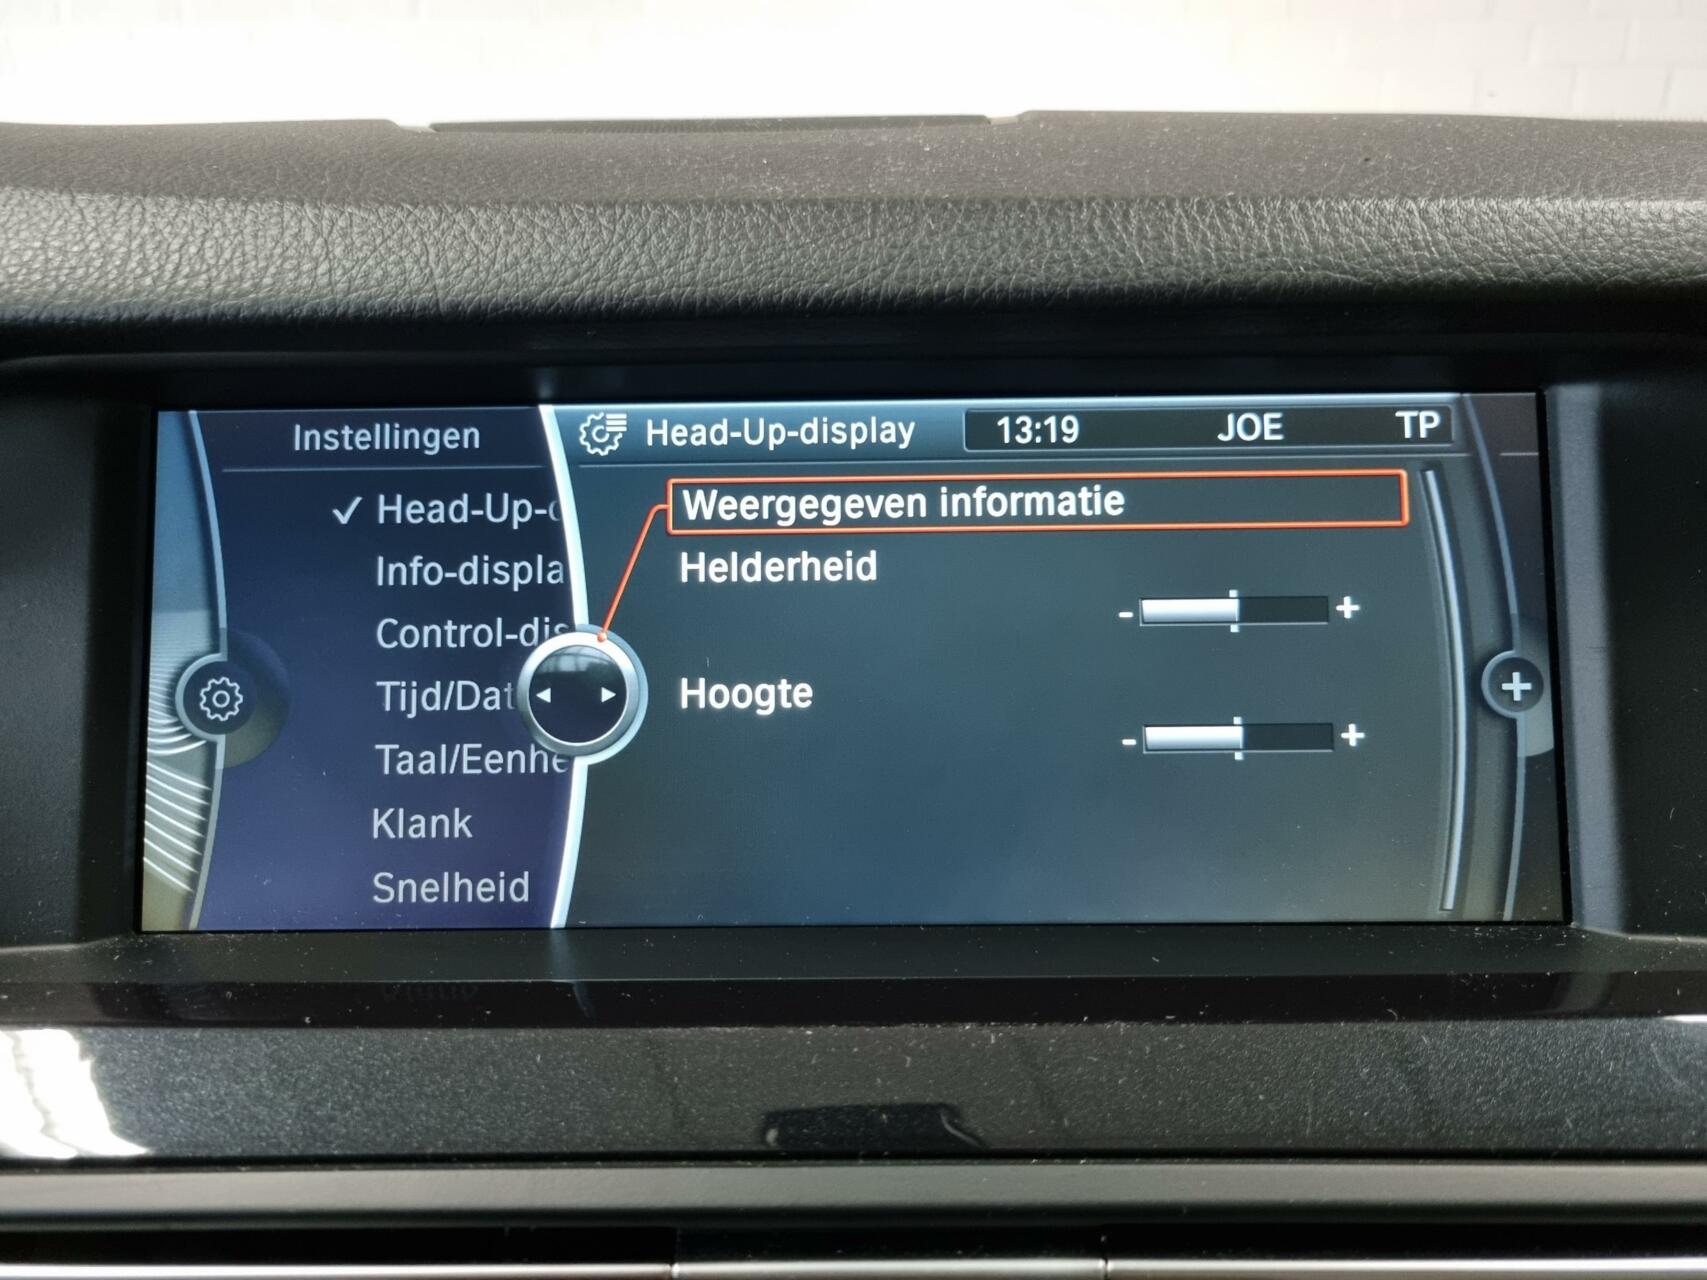 Instellingen
Head-Up-display
13:19 JOE TP
✓ Head-Up-d
Info-displa
Control-dis
Tijd/Dat
Taal/Eenhe
Klank
Snelheid
Weergegeven informatie
Helderheid
- +
Hoogte
- +